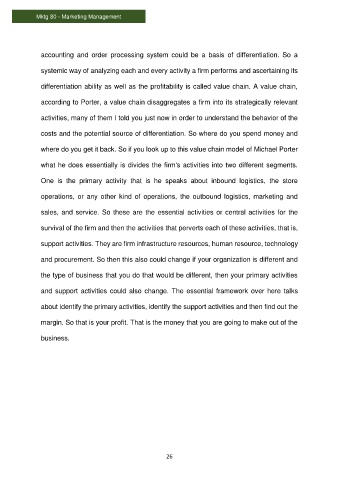 Mktg 80 - Marketing Management
accounting and order processing system could be a basis of differentiation. So a
systemic way of analyzing each and every activity a firm performs and ascertaining its
differentiation ability as well as the profitability is called value chain. A value chain,
according to Porter, a value chain disaggregates a firm into its strategically relevant
activities, many of them I told you just now in order to understand the behavior of the
costs and the potential source of differentiation. So where do you spend money and
where do you get it back. So if you look up to this value chain model of Michael Porter
what he does essentially is divides the firm's activities into two different segments.
One is the primary activity that is he speaks about inbound logistics, the store
operations, or any other kind of operations, the outbound logistics, marketing and
sales, and service. So these are the essential activities or central activities for the
survival of the firm and then the activities that perverts each of these activities, that is,
support activities. They are firm infrastructure resources, human resource, technology
and procurement. So then this also could change if your organization is different and
the type of business that you do that would be different, then your primary activities
and support activities could also change. The essential framework over here talks
about identify the primary activities, identify the support activities and then find out the
margin. So that is your profit. That is the money that you are going to make out of the
business.
26